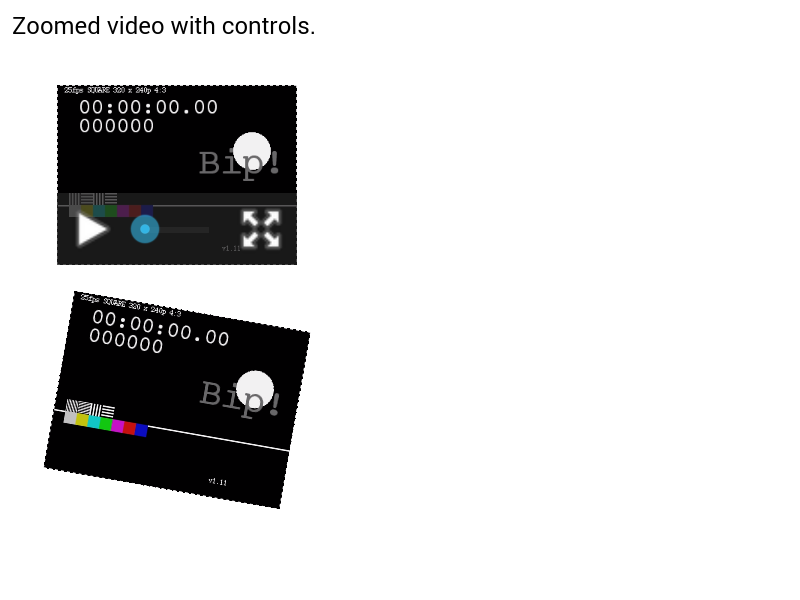 Zoomed video with controls.
25fps SQUARE 320 x 240p 4:3
00:00:00.00
000000
Bip!
v1.11
25fps SQUARE 320 x 240p 4:3
00:00:00.00
000000
Bip!
v1.11